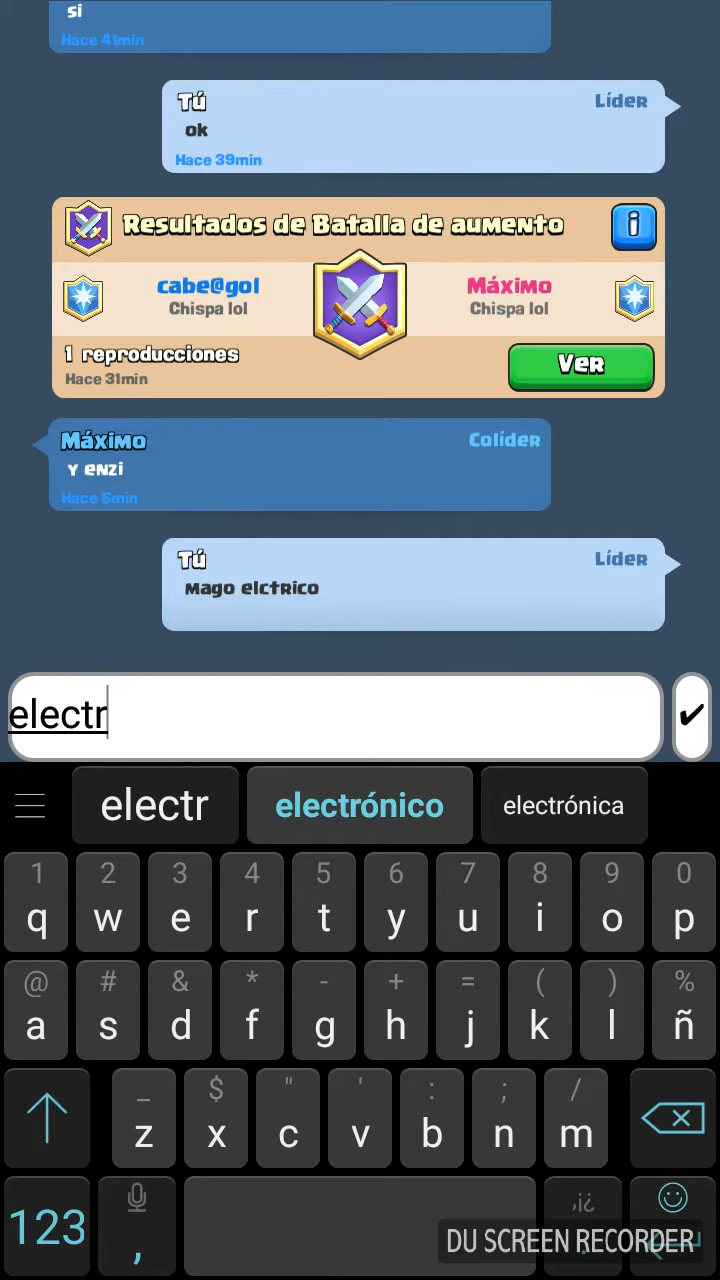 si
Hace 41min
Tú Líder
ok
Hace 39min
Resultados de Batalla de aumento i
cabe@gol Máximo
Chispa lol Chispa lol
1 reproducciones
Hace 31min
Ver
Máximo Colíder
Y enzi
Hace 5min
Tú Líder
Mago elctrico
electr ✔
electr electrónico electrónica
1 2 3 4 5 6 7 8 9 0
q w e r t y u i o p
@ # & * - + = ( ) %
a s d f g h j k l ñ
_ $ " ' : ; /
z x c v b n m
123 , ,¡¿ .
DU SCREEN RECORDER